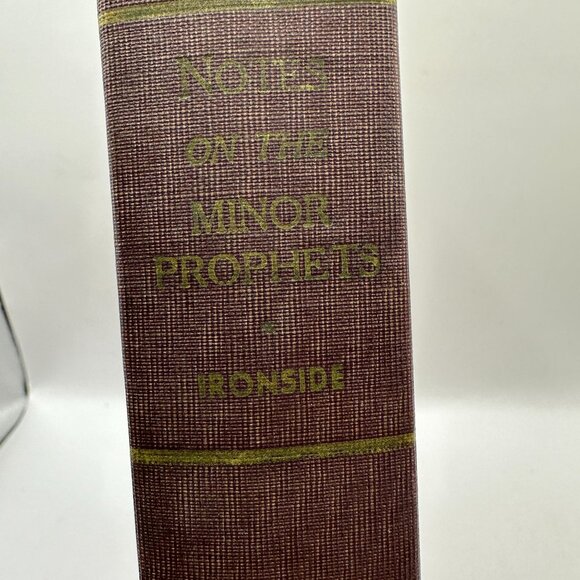 NOTES
ON THE
MINOR
PROPHETS
IRONSIDE